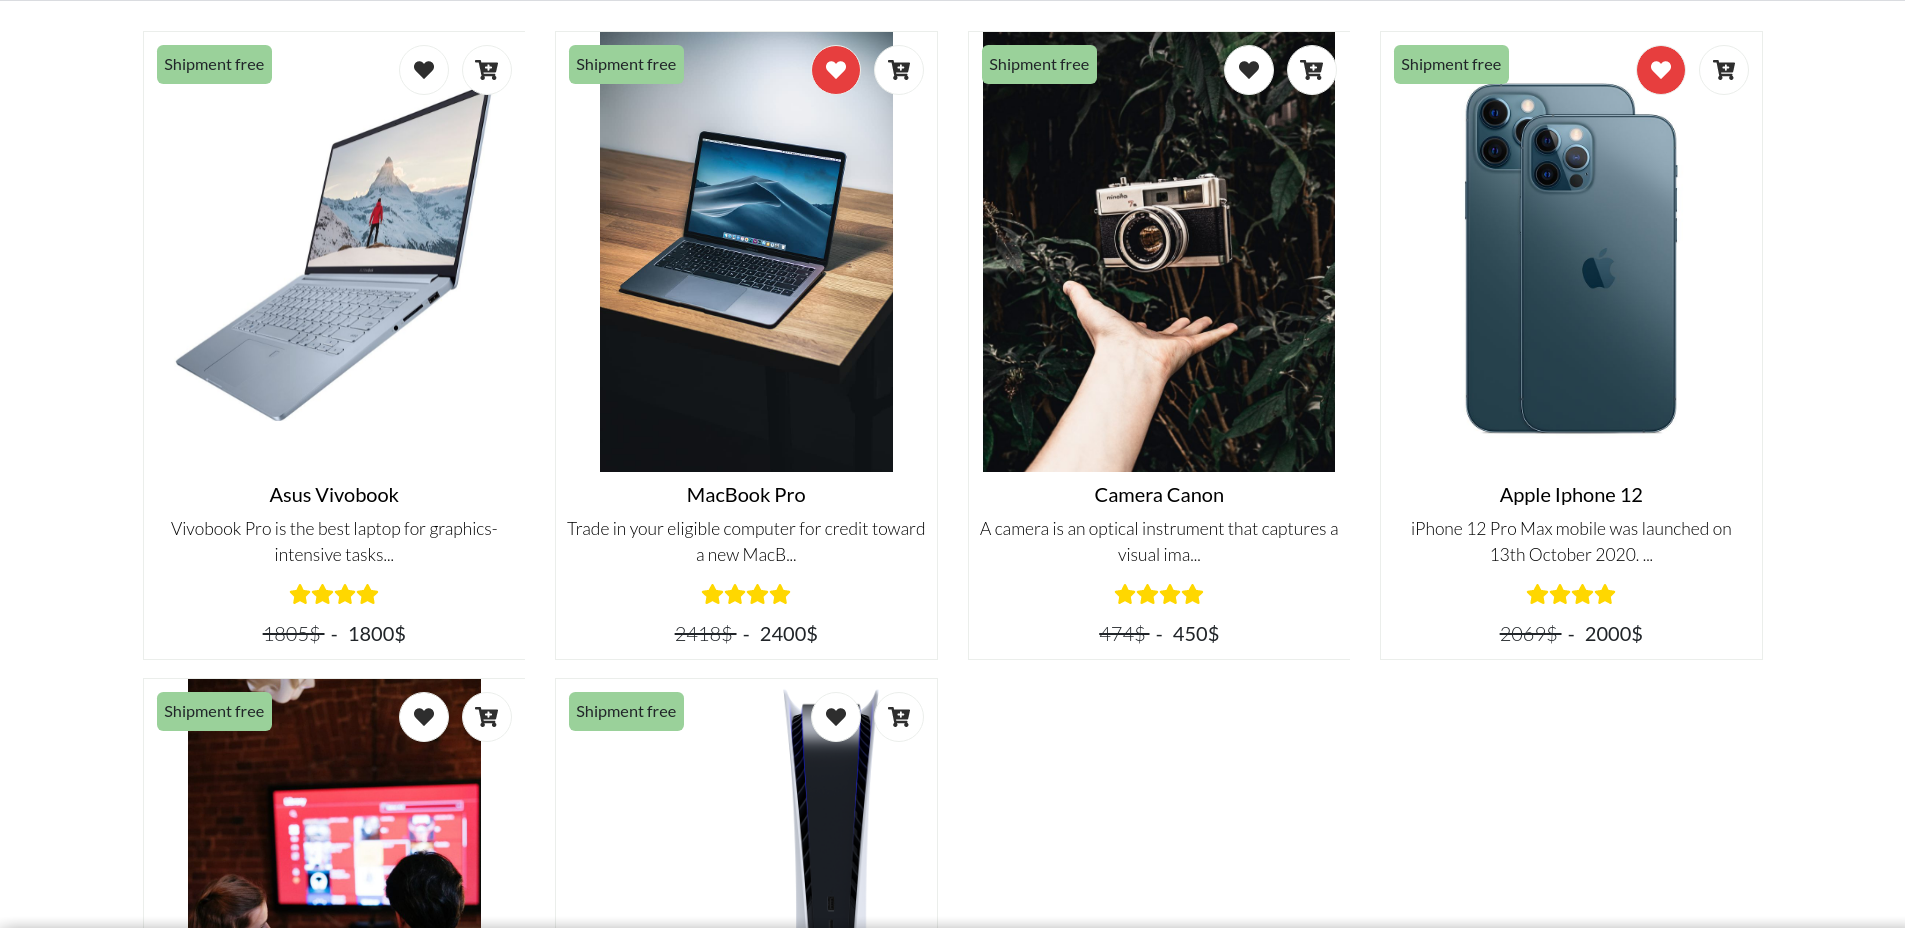 Shipment free
Shipment free
Shipment free
Shipment free
Asus Vivobook
Vivobook Pro is the best laptop for graphics-
intensive tasks...
1805$ - 1800$
MacBook Pro
Trade in your eligible computer for credit toward
a new MacB...
2418$ - 2400$
Camera Canon
A camera is an optical instrument that captures a
visual ima...
474$ - 450$
Apple Iphone 12
iPhone 12 Pro Max mobile was launched on
13th October 2020. ...
2069$ - 2000$
Shipment free
Shipment free